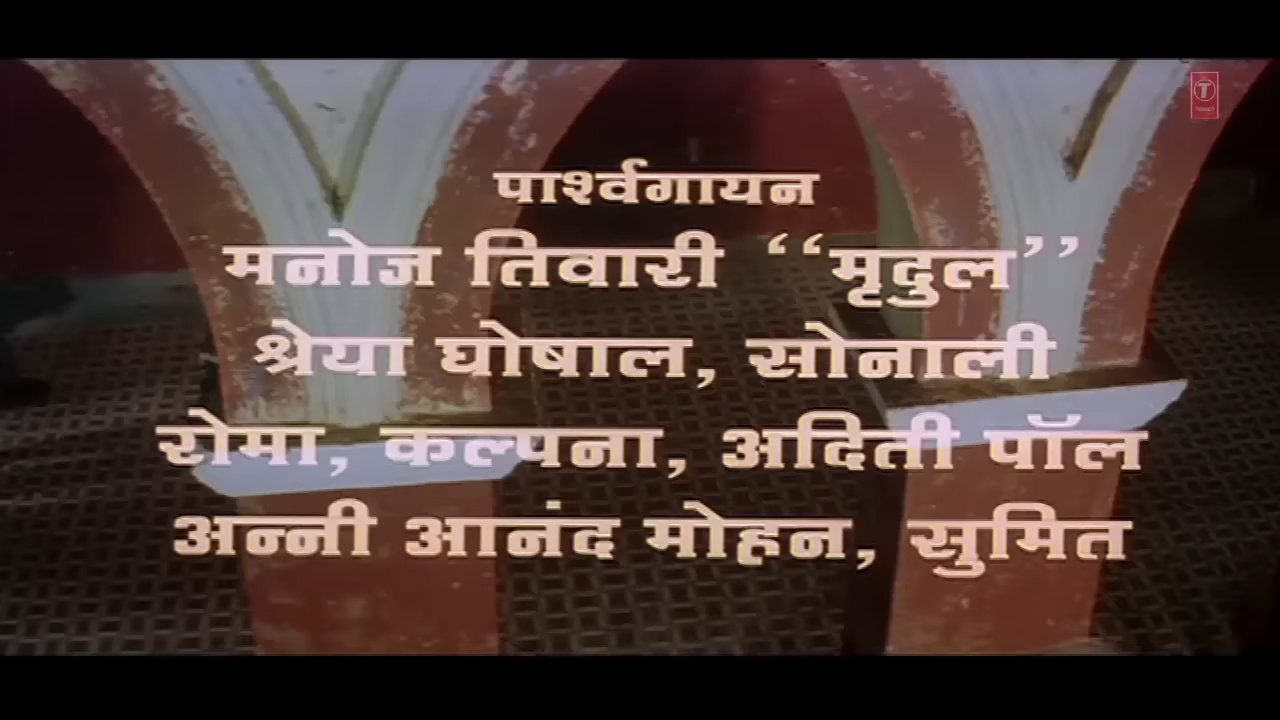 पार्श्वगायन
मनोज तिवारी ‘‘मृदुल’’
श्रेया घोषाल, सोनाली
रोमा, कल्पना, अदिती पॉल
अन्नी आनंद मोहन, सुमित